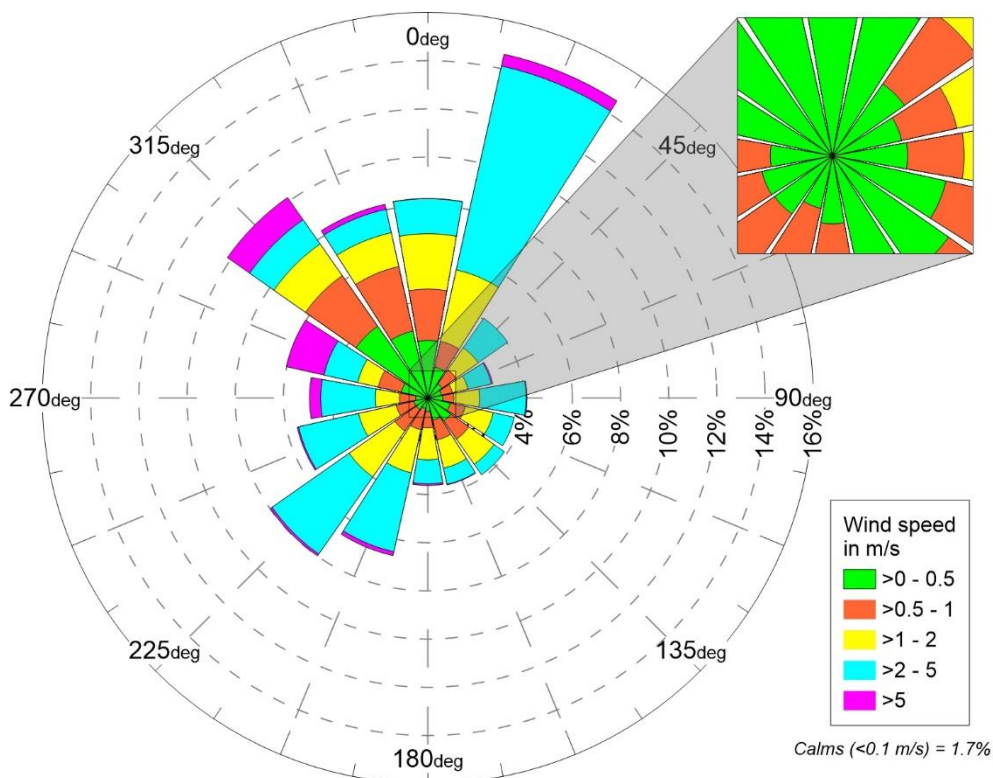 0deg
315deg
45deg
270deg
90deg
4%
6%
8%
10%
12%
14%
16%
225deg
135deg
180deg
Wind speed
in m/s
>0 - 0.5
>0.5 - 1
>1 - 2
>2 - 5
>5
Calms (<0.1 m/s) = 1.7%